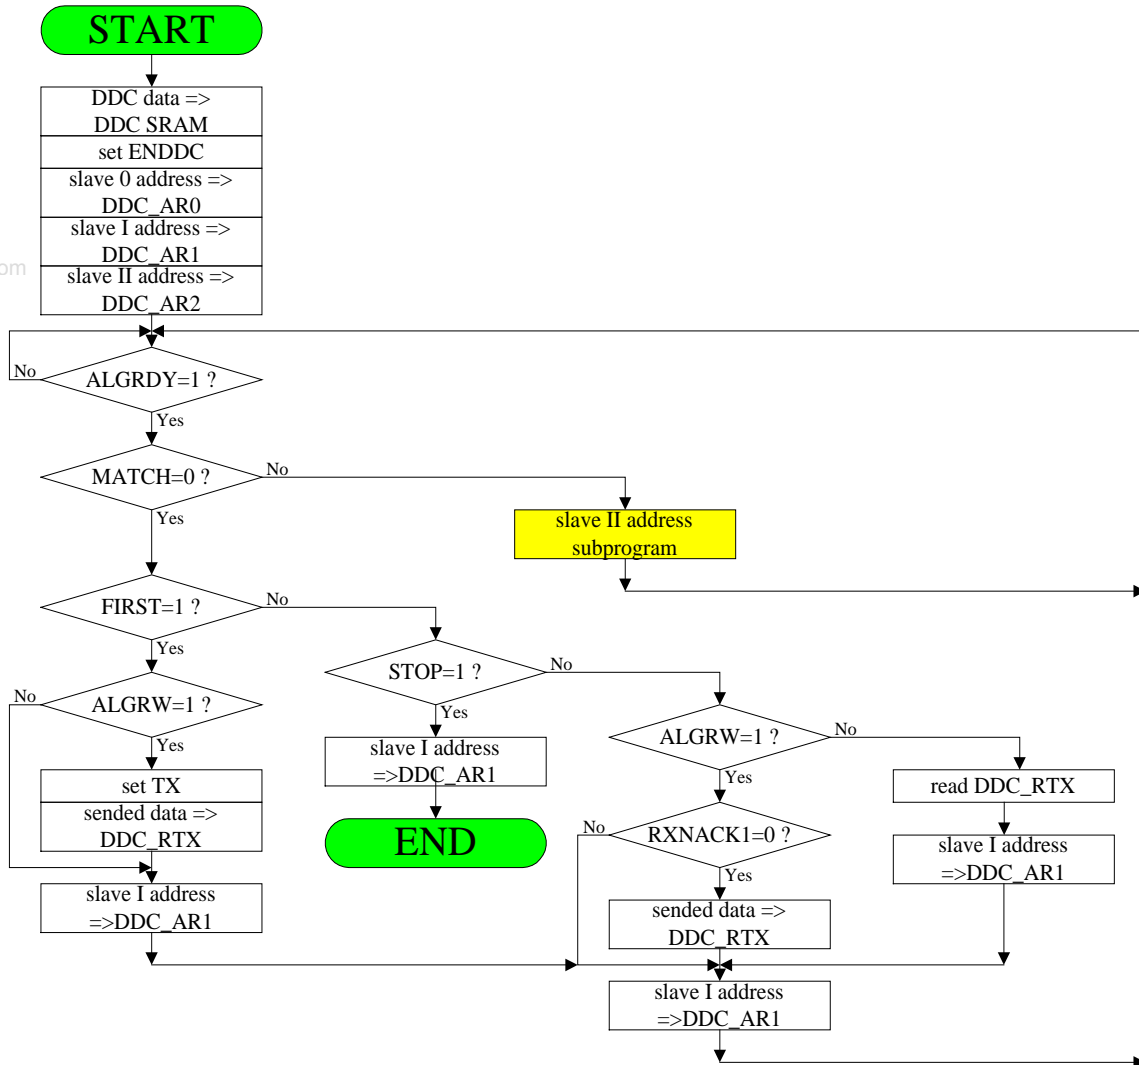 START
DDC data =>
DDC SRAM
set ENDDC
slave 0 address =>
DDC_AR0
slave I address =>
DDC_AR1
om
slave II address =>
DDC_AR2
No
ALGRDY=1 ?
Yes
MATCH=0 ?
No
Yes
slave II address
subprogram
FIRST=1 ?
No
Yes
STOP=1 ?
No
Yes
No
ALGRW=1 ?
Yes
ALGRW=1 ?
No
Yes
slave I address
=>DDC_AR1
set TX
sended data =>
DDC_RTX
read DDC_RTX
END
No
RXNACK1=0 ?
Yes
slave I address
=>DDC_AR1
slave I address
=>DDC_AR1
sended data =>
DDC_RTX
slave I address
=>DDC_AR1